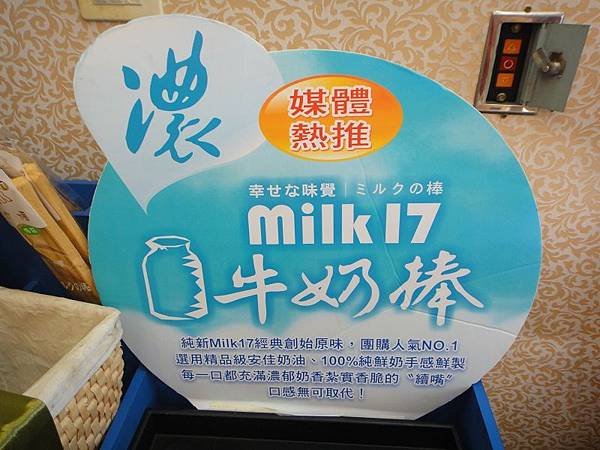 濃
媒體
熱推
幸せな味覺｜ミルクの棒
milk 17
牛奶棒
純新Milk17經典創始原味，團購人氣NO.1
選用精品級安佳奶油、100%純鮮奶手感鮮製
每一口都充滿濃郁奶香紮實香脆的“續嘴”
口感無可取代！